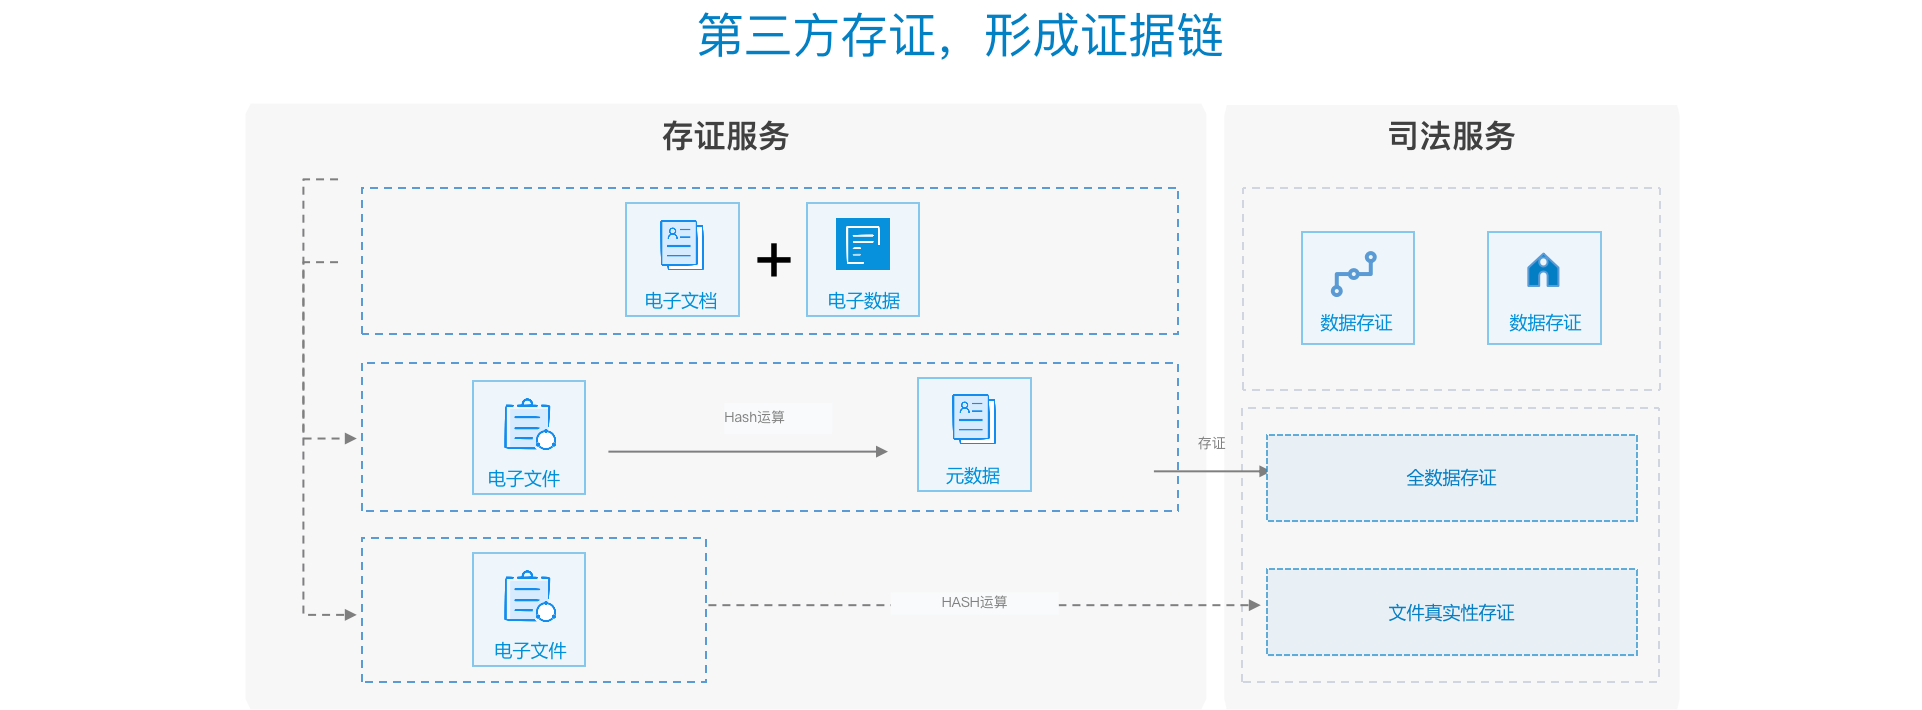 第三方存证，形成证据链
存证服务
电子文档
电子数据
电子文件
Hash运算
元数据
存证
电子文件
HASH运算
司法服务
数据存证
数据存证
全数据存证
文件真实性存证